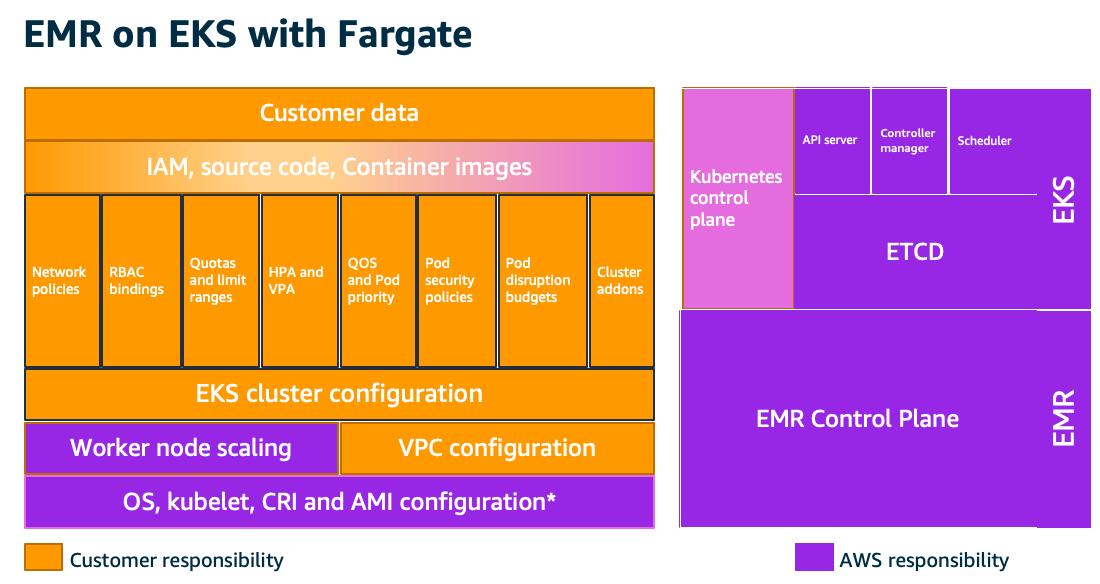 EMR on EKS with Fargate
Customer data
IAM, source code, Container images
Network
policies
RBAC
bindings
Quotas
and limit
ranges
HPA and
VPA
QOS
and Pod
priority
Pod
security
policies
Pod
disruption
budgets
Cluster
addons
EKS cluster configuration
Worker node scaling
VPC configuration
OS, kubelet, CRI and AMI configuration*
Customer responsibility
Kubernetes
control
plane
API server
Controller
manager
Scheduler
ETCD
EKS
EMR Control Plane
EMR
AWS responsibility